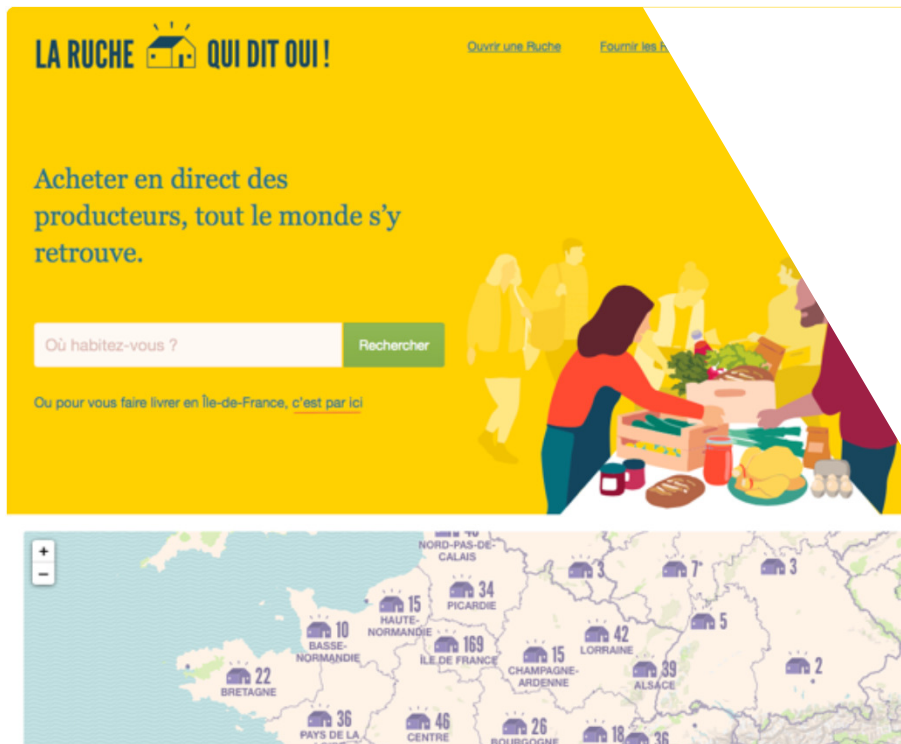 LA RUCHE QUI DIT OUI !
Ouvrir une Ruche
Fournir les
Acheter en direct des
producteurs, tout le monde s’y
retrouve.
Où habitez-vous ?
Rechercher
Ou pour vous faire livrer en Île-de-France, c'est par ici
+
−
NORD-PAS-DE-
CALAIS
3
7
3
34
PICARDIE
15
HAUTE-
NORMANDIE
5
10
BASSE-
NORMANDIE
169
ÎLE DE FRANCE
42
LORRAINE
15
CHAMPAGNE-
ARDENNE
39
ALSACE
2
22
BRETAGNE
36
PAYS DE LA
46
CENTRE
26
BOURGOGNE
18
36